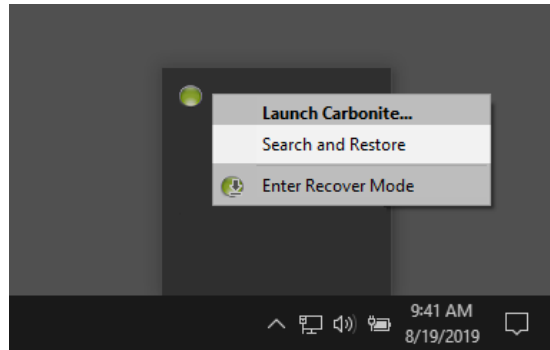 Launch Carbonite...
Search and Restore
Enter Recover Mode
9:41 AM
8/19/2019